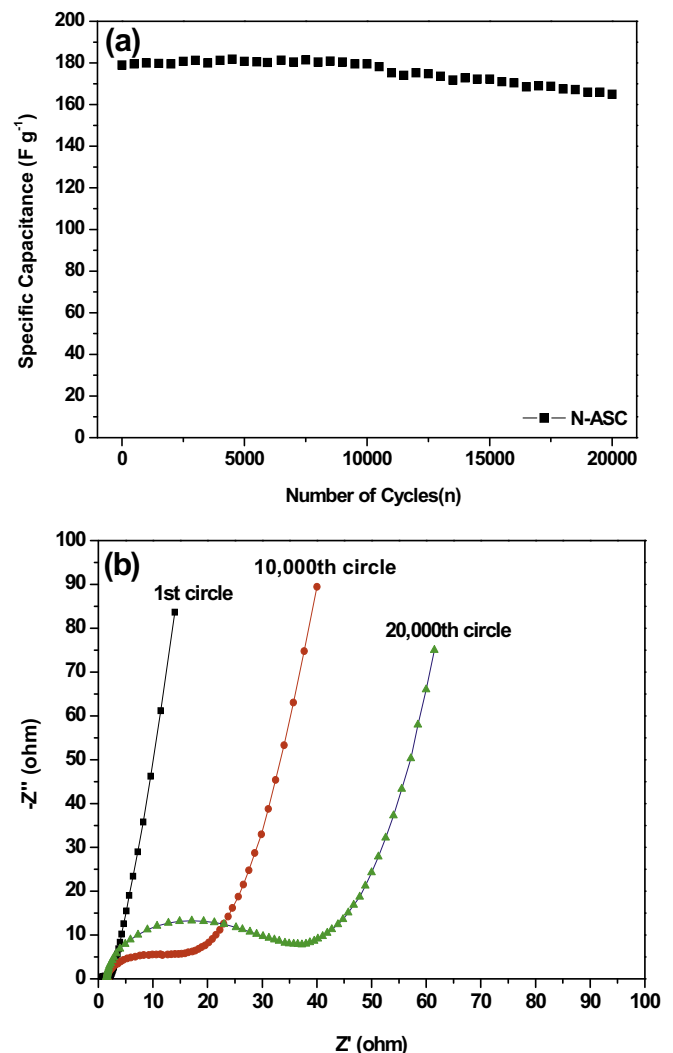 (a)
200
180
160
140
120
100
80
60
40
20
0
Specific Capacitance (F g⁻¹)
N-ASC
0 5000 10000 15000 20000
Number of Cycles(n)
(b)
100
90
80
70
60
50
40
30
20
10
0
-Z'' (ohm)
1st circle
10,000th circle
20,000th circle
0 10 20 30 40 50 60 70 80 90 100
Z' (ohm)